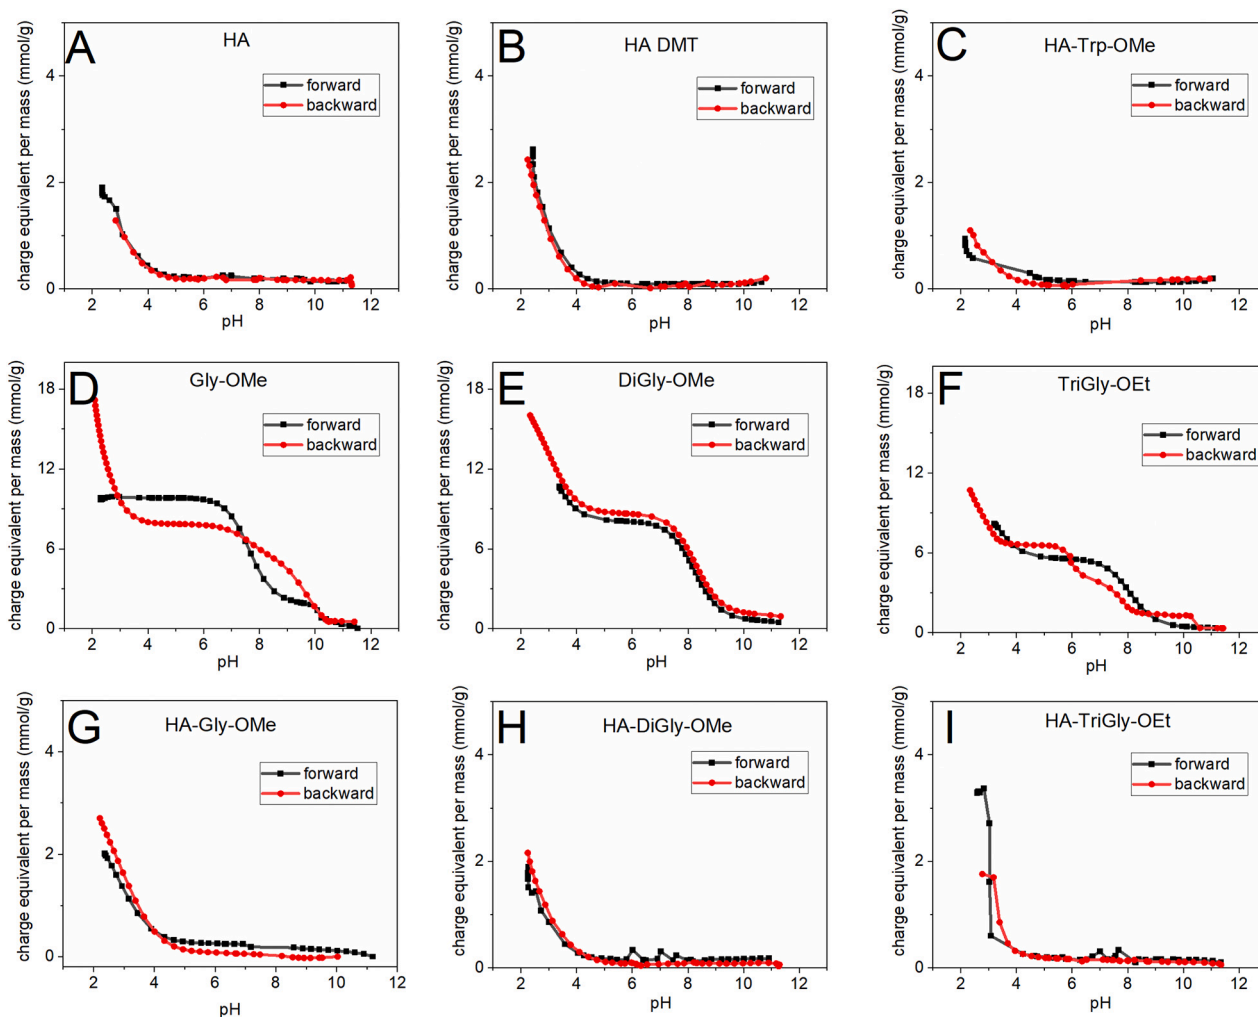 A
HA
charge equivalent per mass (mmol/g)
4
2
0
forward
backward
2 4 6 8 10 12
pH
B
HA DMT
charge equivalent per mass (mmol/g)
4
2
0
forward
backward
2 4 6 8 10 12
pH
C
HA-Trp-OMe
charge equivalent per mass (mmol/g)
4
2
0
forward
backward
2 4 6 8 10 12
pH
D
Gly-OMe
charge equivalent per mass (mmol/g)
18
12
6
0
forward
backward
2 4 6 8 10 12
pH
E
DiGly-OMe
charge equivalent per mass (mmol/g)
18
12
6
0
forward
backward
2 4 6 8 10 12
pH
F
TriGly-OEt
charge equivalent per mass (mmol/g)
18
12
6
0
forward
backward
2 4 6 8 10 12
pH
G
HA-Gly-OMe
charge equivalent per mass (mmol/g)
4
2
0
forward
backward
2 4 6 8 10 12
pH
H
HA-DiGly-OMe
charge equivalent per mass (mmol/g)
4
2
0
forward
backward
2 4 6 8 10 12
pH
I
HA-TriGly-OEt
charge equivalent per mass (mmol/g)
4
2
0
forward
backward
2 4 6 8 10 12
pH